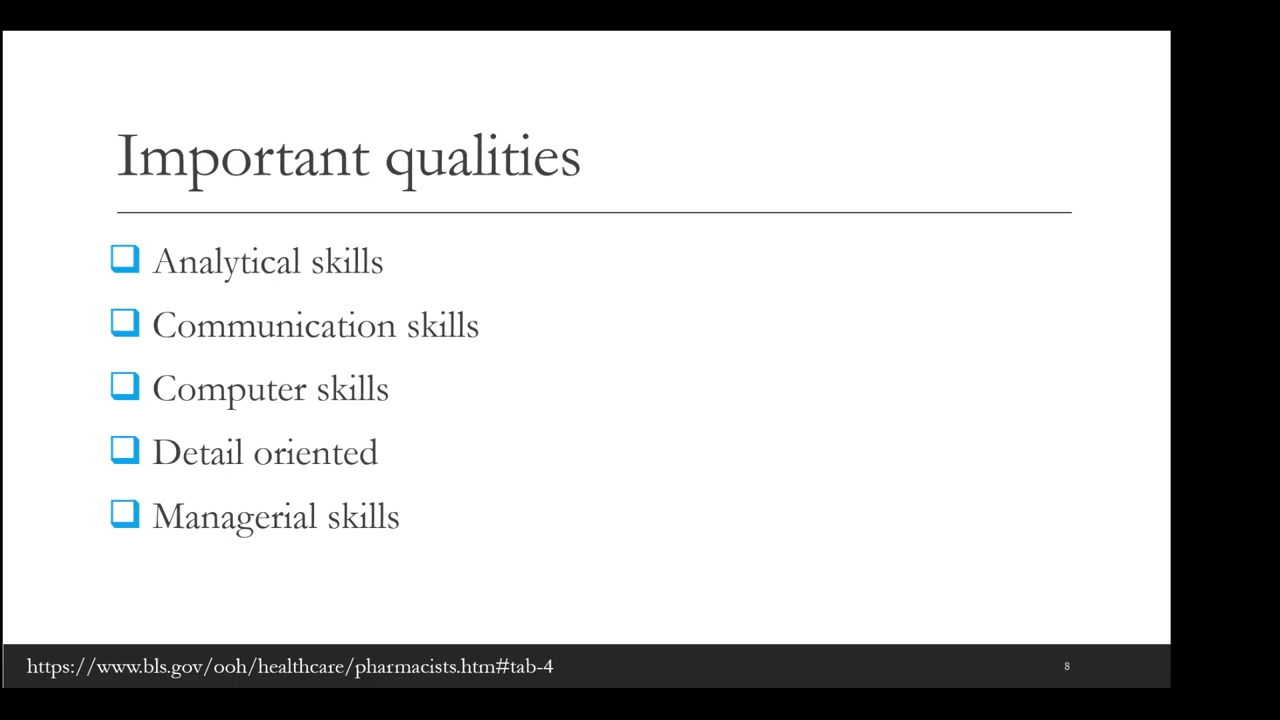 Important qualities
Analytical skills
Communication skills
Computer skills
Detail oriented
Managerial skills
https://www.bls.gov/ooh/healthcare/pharmacists.htm#tab-4
8